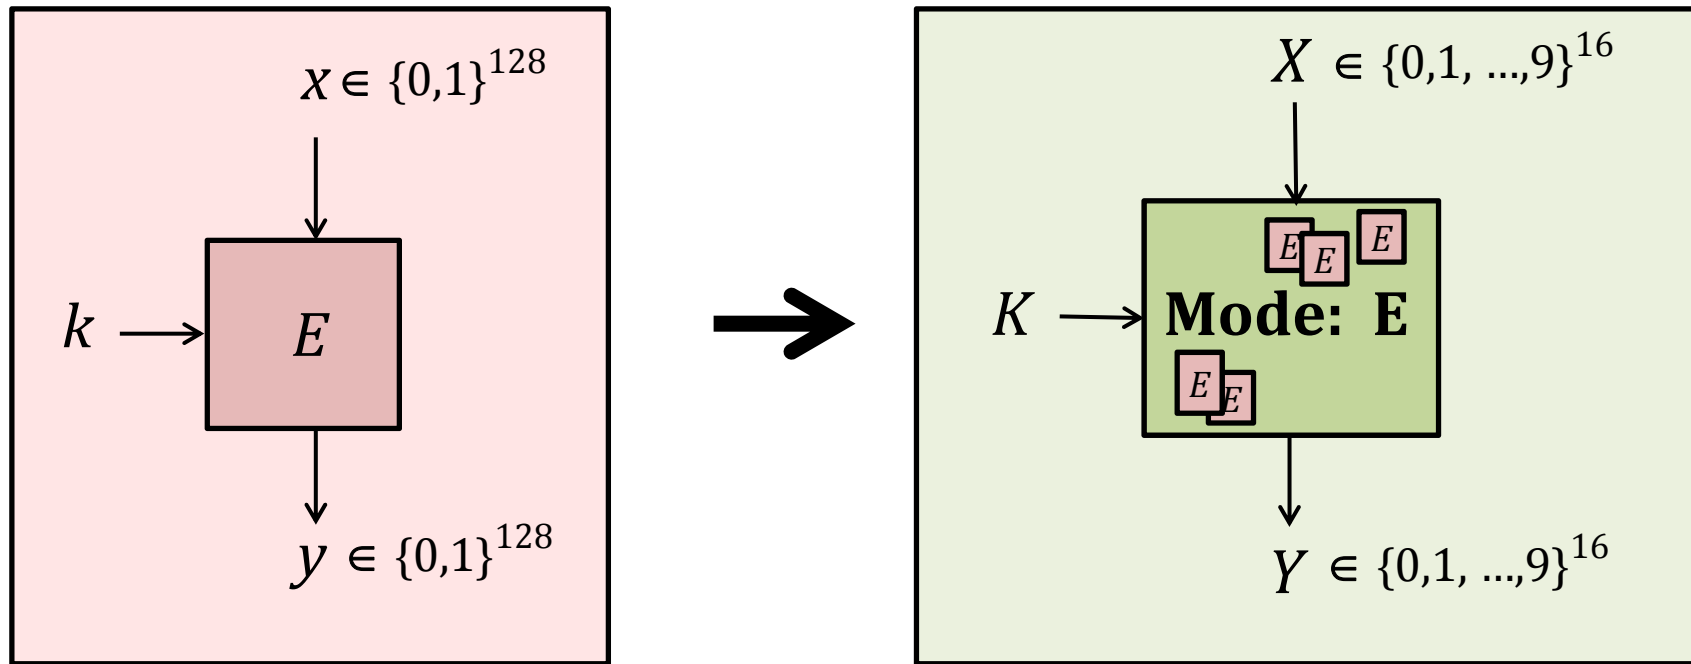 x ∈ {0,1}^128
k
E
y ∈ {0,1}^128
X ∈ {0,1, ...,9}^16
E
E
E
K
Mode: E
E
E
Y ∈ {0,1, ...,9}^16